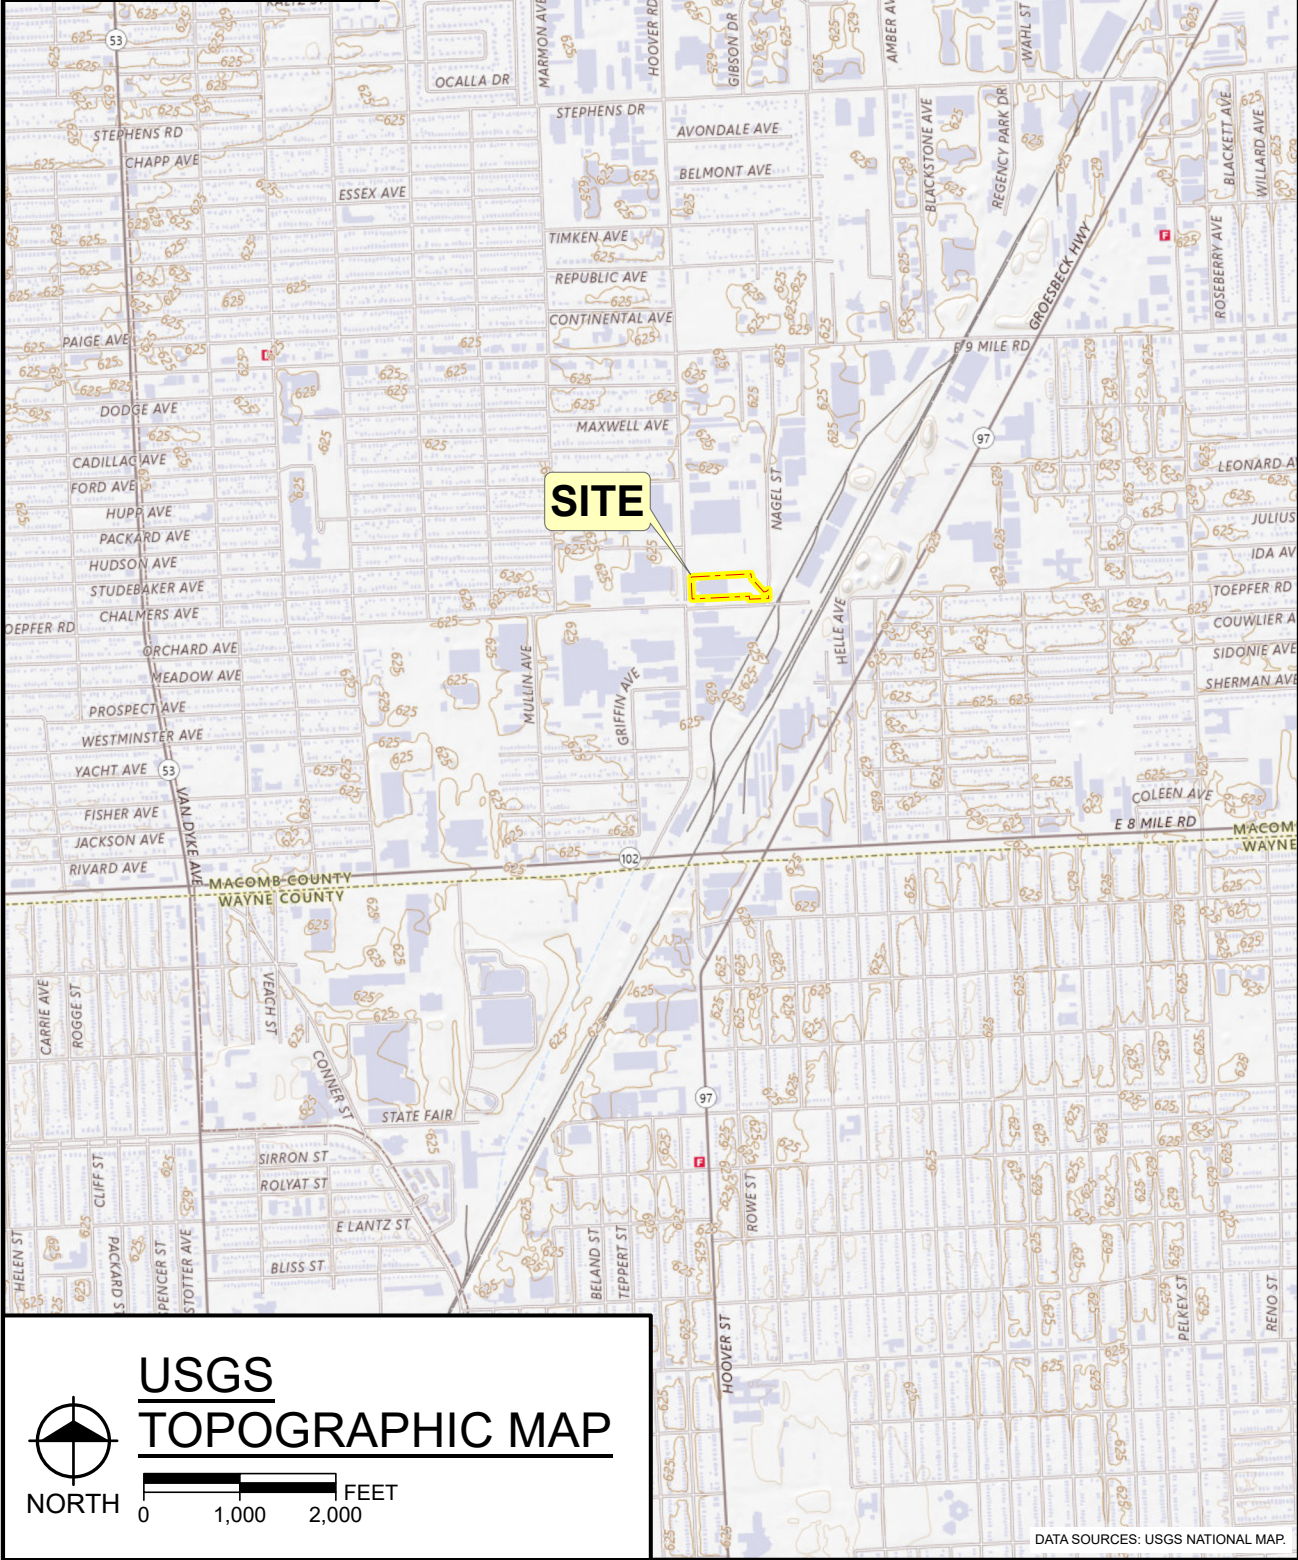 53
OCALLA DR
MARMON AVE
HOOVER RD
GIBSON DR
AMBER AV
WAHL ST
STEPHENS DR
STEPHENS RD
AVONDALE AVE
CHAPP AVE
BELMONT AVE
ESSEX AVE
BLACKSTONE AVE
REGENCY PARK DR
BLACKETT AVE
WILLARD AVE
TIMKEN AVE
REPUBLIC AVE
CONTINENTAL AVE
GROESBECK HWY
ROSEBERRY AVE
F
PAIGE AVE
E 9 MILE RD
DODGE AVE
MAXWELL AVE
97
CADILLAC AVE
LEONARD A
FORD AVE
SITE
NAGEL ST
HUPP AVE
JULIUS
PACKARD AVE
IDA AV
HUDSON AVE
STUDEBAKER AVE
TOEPFER RD
CHALMERS AVE
OEPFER RD
COUWLIER A
HELLE AVE
ORCHARD AVE
SIDONIE AVE
MEADOW AVE
SHERMAN AVE
MULLIN AVE
GRIFFIN AVE
PROSPECT AVE
WESTMINSTER AVE
YACHT AVE
53
VAN DYKE AVE
COLEEN AVE
FISHER AVE
E 8 MILE RD
JACKSON AVE
RIVARD AVE
102
MACOMB COUNTY
WAYNE COUNTY
MACOM
WAYNE
625
CARRIE AVE
ROGGE ST
VEACH ST
CONNER ST
STATE FAIR
97
F
SIRRON ST
ROLYAT ST
CLIFF ST
ROWE ST
E LANTZ ST
BLISS ST
HELEN ST
PACKARD ST
SPENCER ST
STOTTER AVE
BELAND ST
TEPPERT ST
PELKEY ST
RENO ST
HOOVER ST
USGS
TOPOGRAPHIC MAP
NORTH
FEET
0 1,000 2,000
DATA SOURCES: USGS NATIONAL MAP.